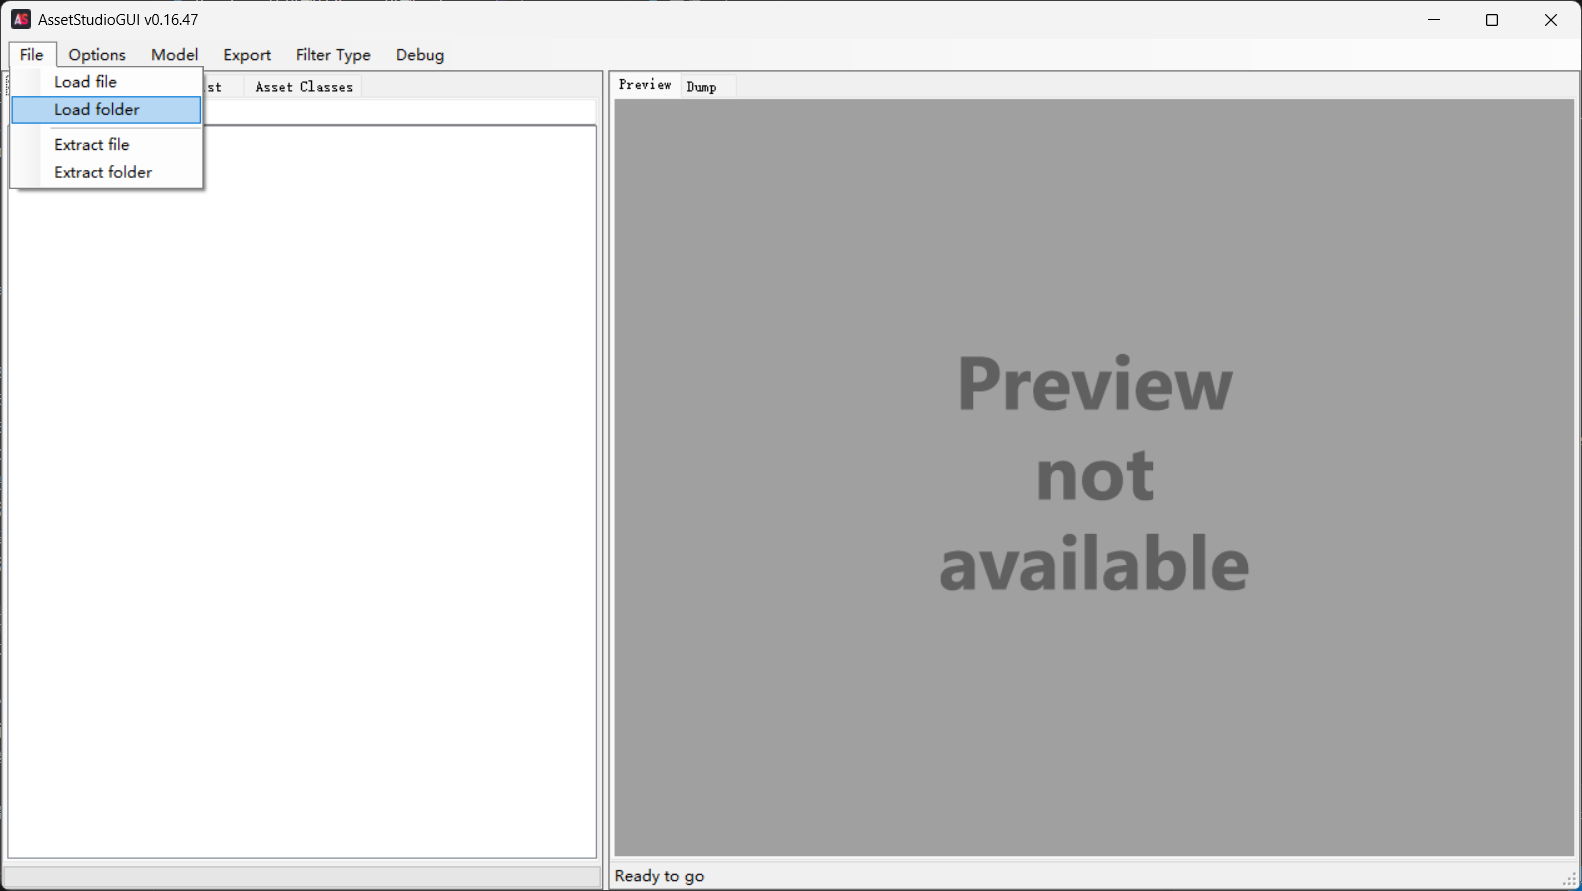 AS AssetStudioGUI v0.16.47
File Options Model Export Filter Type Debug
Load file
Load folder
Extract file
Extract folder
st Asset Classes
Preview Dump
Preview
not
available
Ready to go